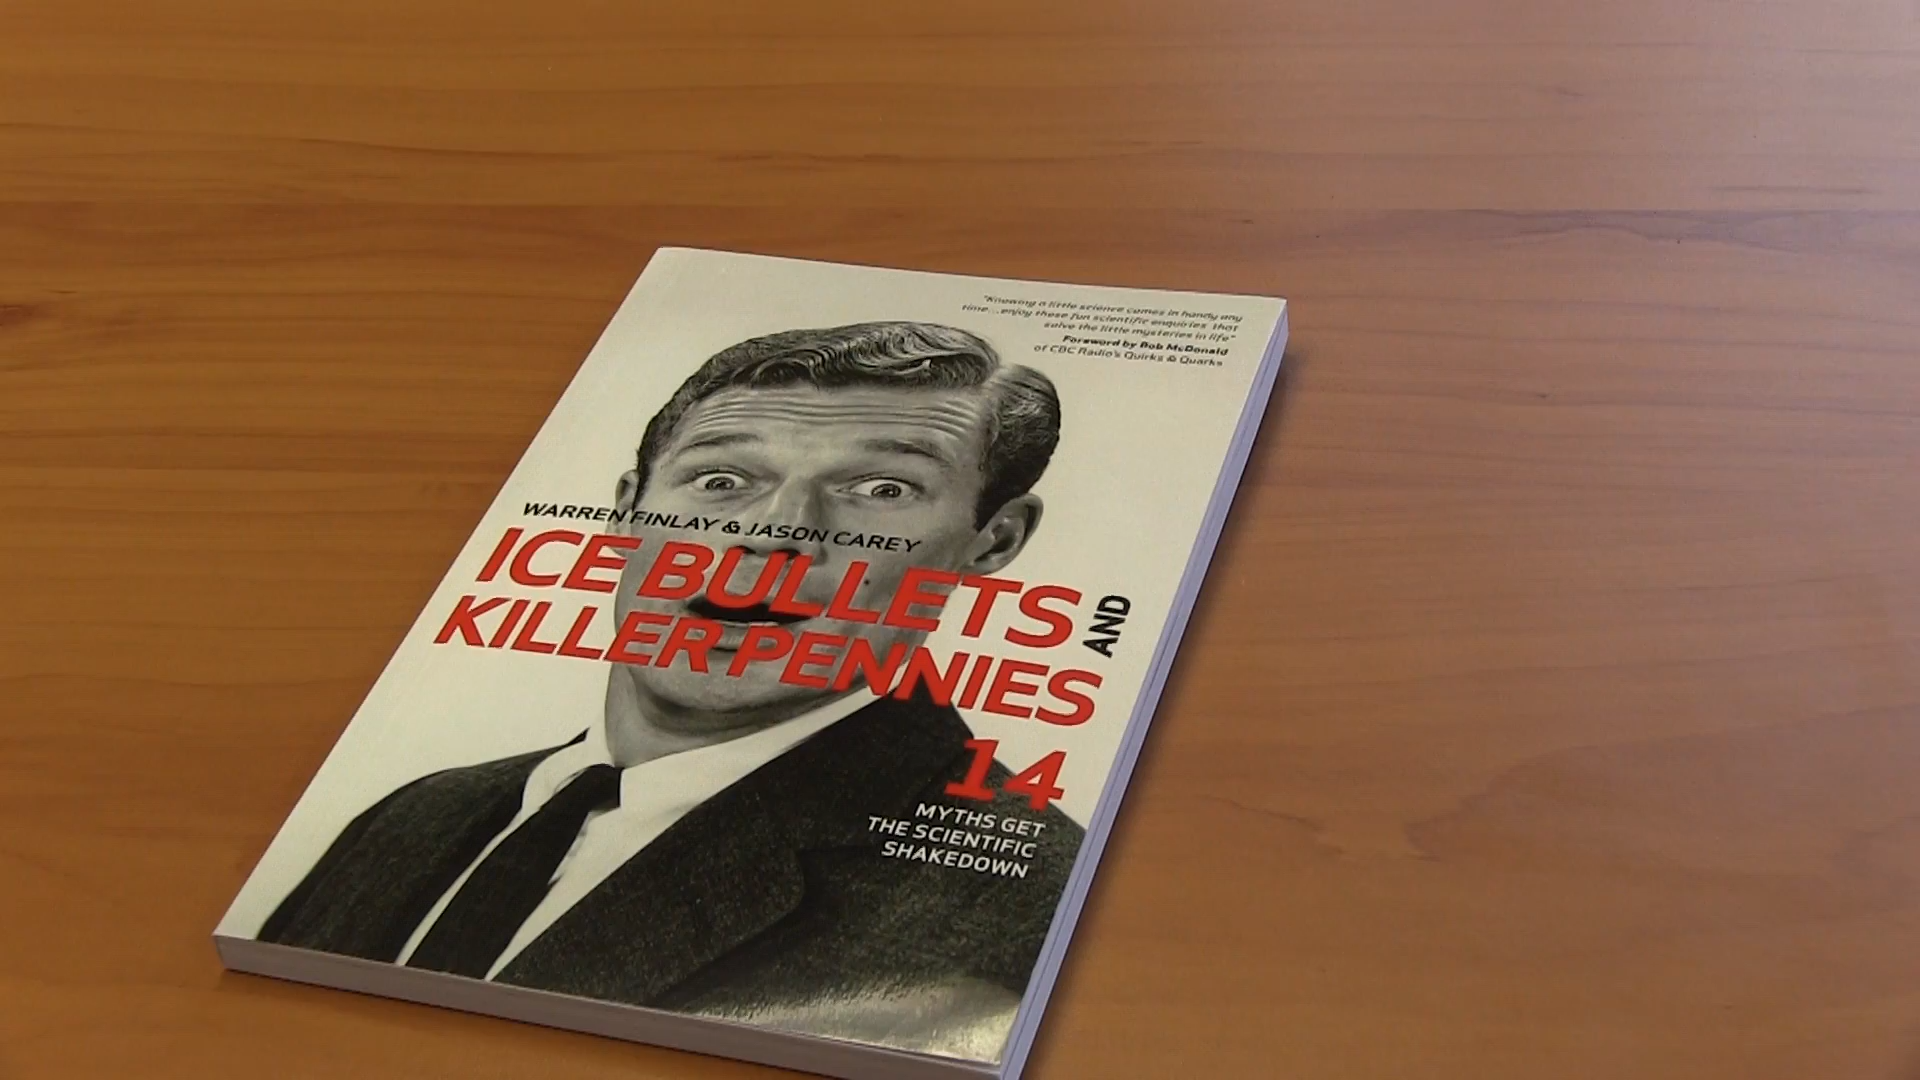 "Knowing a little science comes in handy any
time...enjoy these fun scientific enquiries that
solve the little mysteries in life"
Foreword by Bob McDonald
of CBC Radio's Quirks & Quarks
WARREN FINLAY & JASON CAREY
ICE BULLETS AND
KILLER PENNIES
14
MYTHS GET
THE SCIENTIFIC
SHAKEDOWN